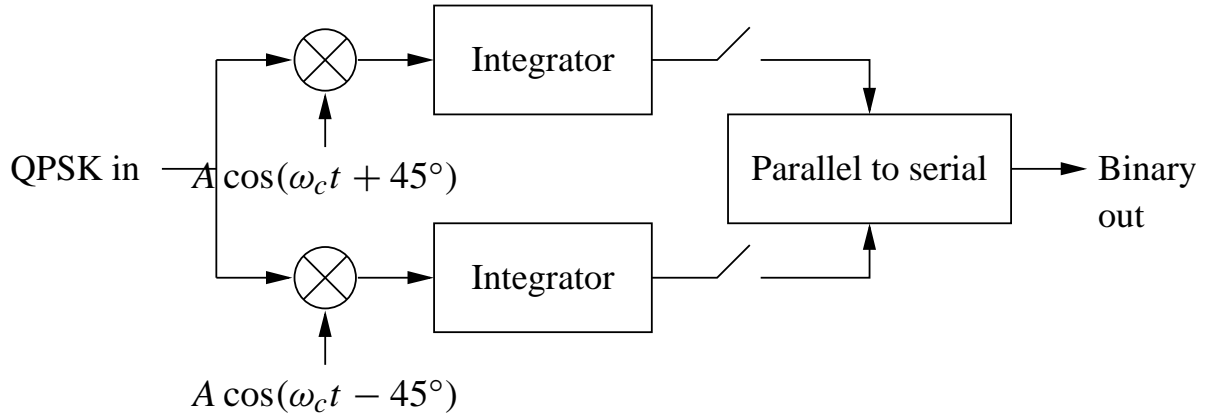 Integrator
QPSK in
A cos(ω_c t + 45°)
Parallel to serial
Binary
out
Integrator
A cos(ω_c t − 45°)